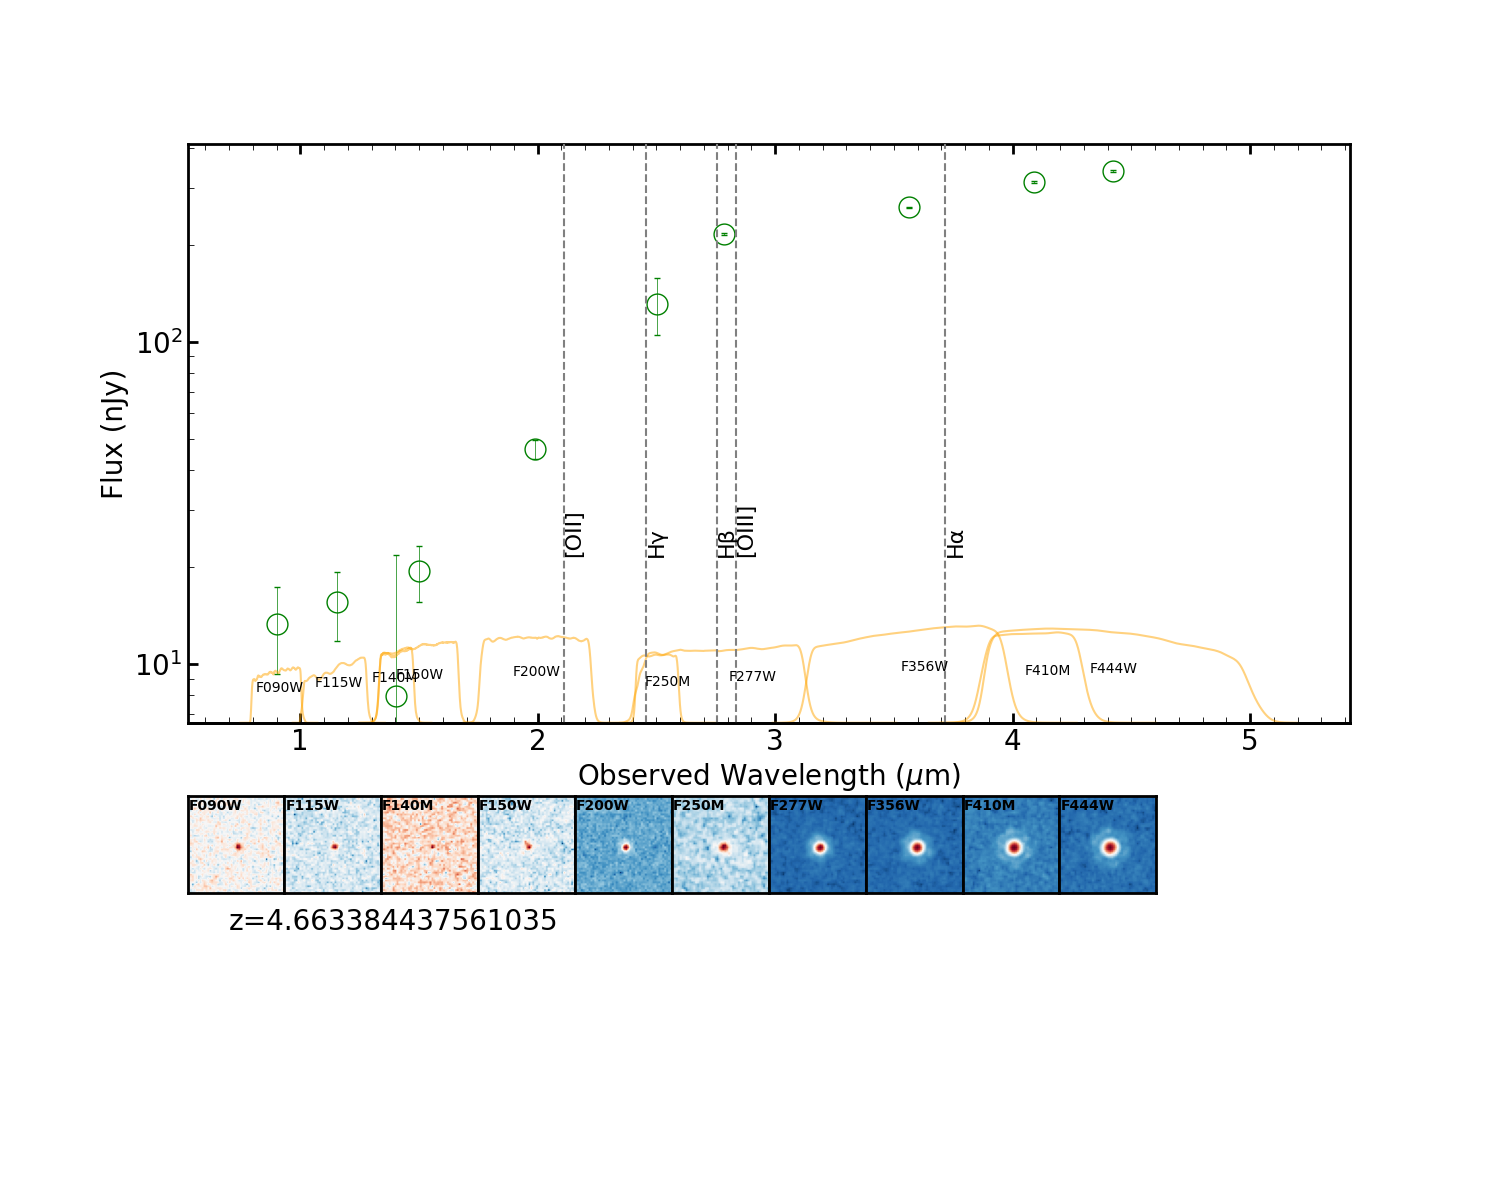 Flux (nJy)
10²
10¹
[OII]
Hγ
Hβ
[OIII]
Hα
F090W
F115W
F140M
F150W
F200W
F250M
F277W
F356W
F410M
F444W
1 2 3 4 5
Observed Wavelength (μm)
F090W F115W F140M F150W F200W F250M F277W F356W F410M F444W
z=4.663384437561035